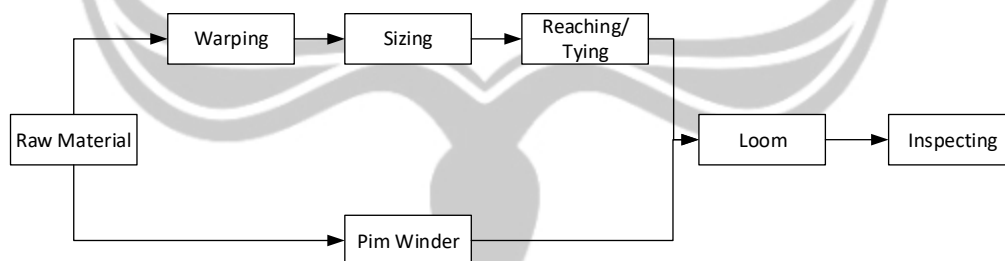 Warping
Sizing
Reaching/
Tying
Raw Material
Loom
Inspecting
Pim Winder